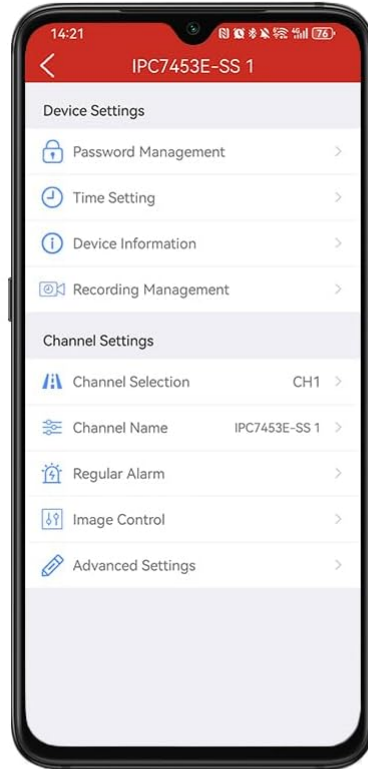 14:21
76
IPC7453E-SS 1
Device Settings
Password Management
Time Setting
Device Information
Recording Management
Channel Settings
Channel Selection CH1
Channel Name IPC7453E-SS 1
Regular Alarm
Image Control
Advanced Settings